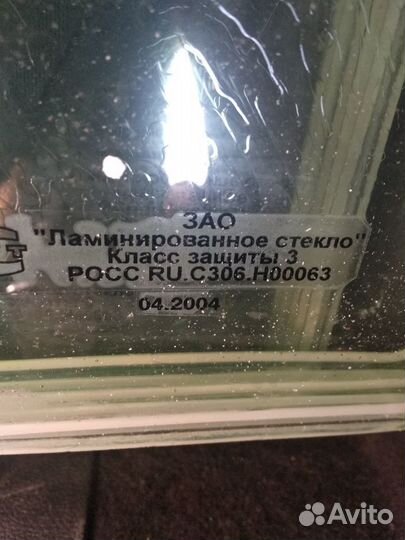 ЗАО
"Ламинированное стекло"
Класс защиты 3
РОСС RU.C306.H00063
04.2004
Avito